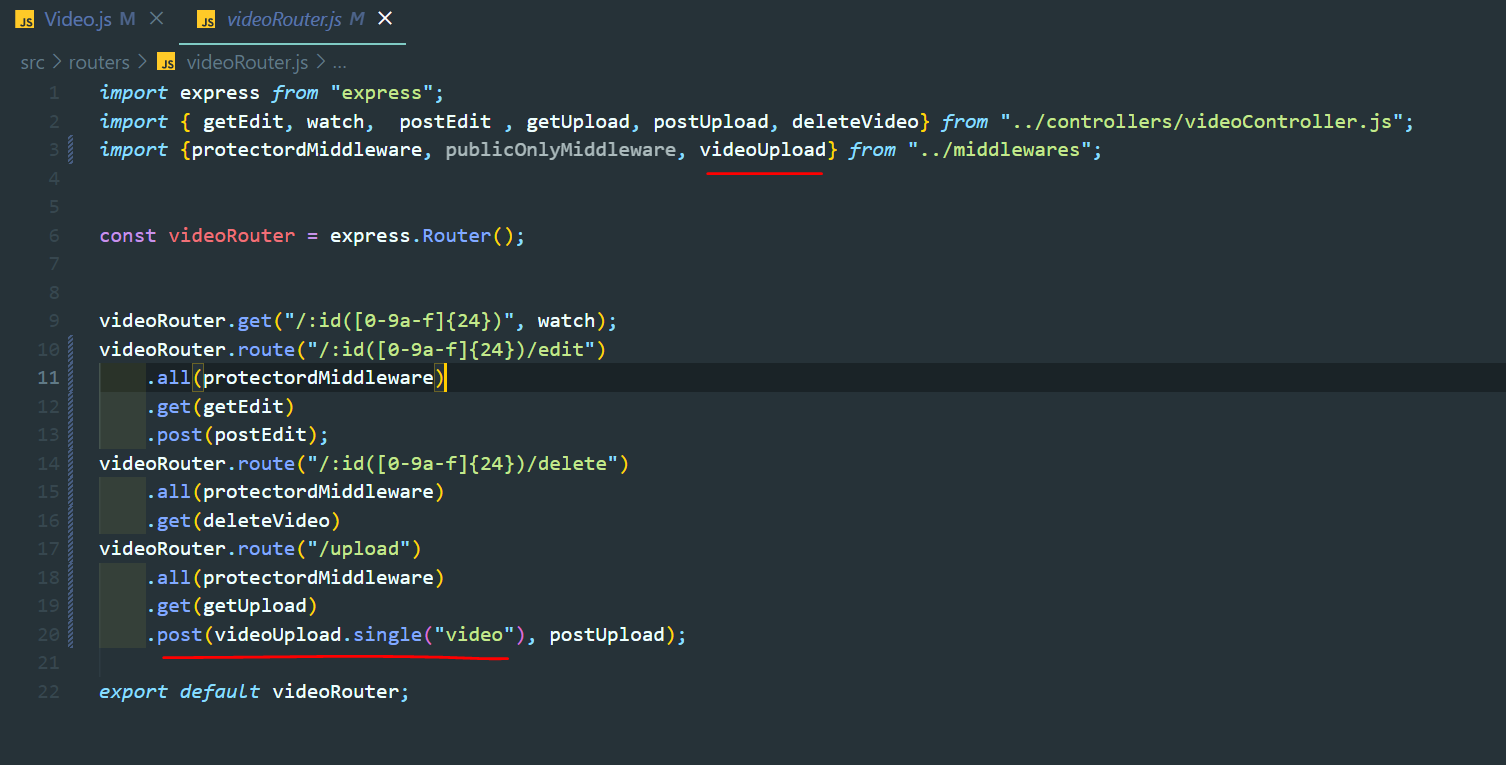 JS Video.js M × JS videoRouter.js M ×
src > routers > JS videoRouter.js > ...
1 import express from "express";
2 import { getEdit, watch,  postEdit , getUpload, postUpload, deleteVideo} from "../controllers/videoController.js";
3 import {protectordMiddleware, publicOnlyMiddleware, videoUpload} from "../middlewares";
4
5
6 const videoRouter = express.Router();
7
8
9 videoRouter.get("/:id([0-9a-f]{24})", watch);
10 videoRouter.route("/:id([0-9a-f]{24})/edit")
11     .all(protectordMiddleware)
12     .get(getEdit)
13     .post(postEdit);
14 videoRouter.route("/:id([0-9a-f]{24})/delete")
15     .all(protectordMiddleware)
16     .get(deleteVideo)
17 videoRouter.route("/upload")
18     .all(protectordMiddleware)
19     .get(getUpload)
20     .post(videoUpload.single("video"), postUpload);
21
22 export default videoRouter;